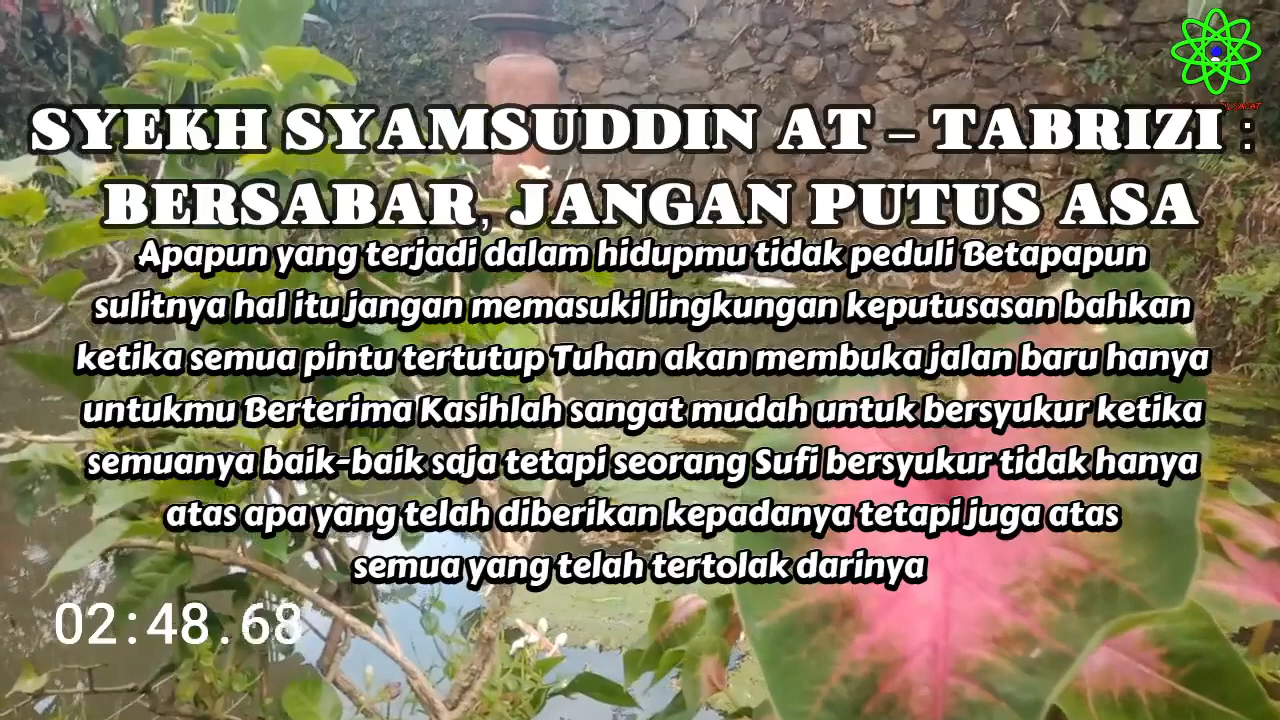 SYEKH SYAMSUDDIN AT – TABRIZI :
BERSABAR, JANGAN PUTUS ASA
Apapun yang terjadi dalam hidupmu tidak peduli Betapapun
sulitnya hal itu jangan memasuki lingkungan keputusasan bahkan
ketika semua pintu tertutup Tuhan akan membuka jalan baru hanya
untukmu Berterima Kasihlah sangat mudah untuk bersyukur ketika
semuanya baik-baik saja tetapi seorang Sufi bersyukur tidak hanya
atas apa yang telah diberikan kepadanya tetapi juga atas
semua yang telah tertolak darinya
02:48.68